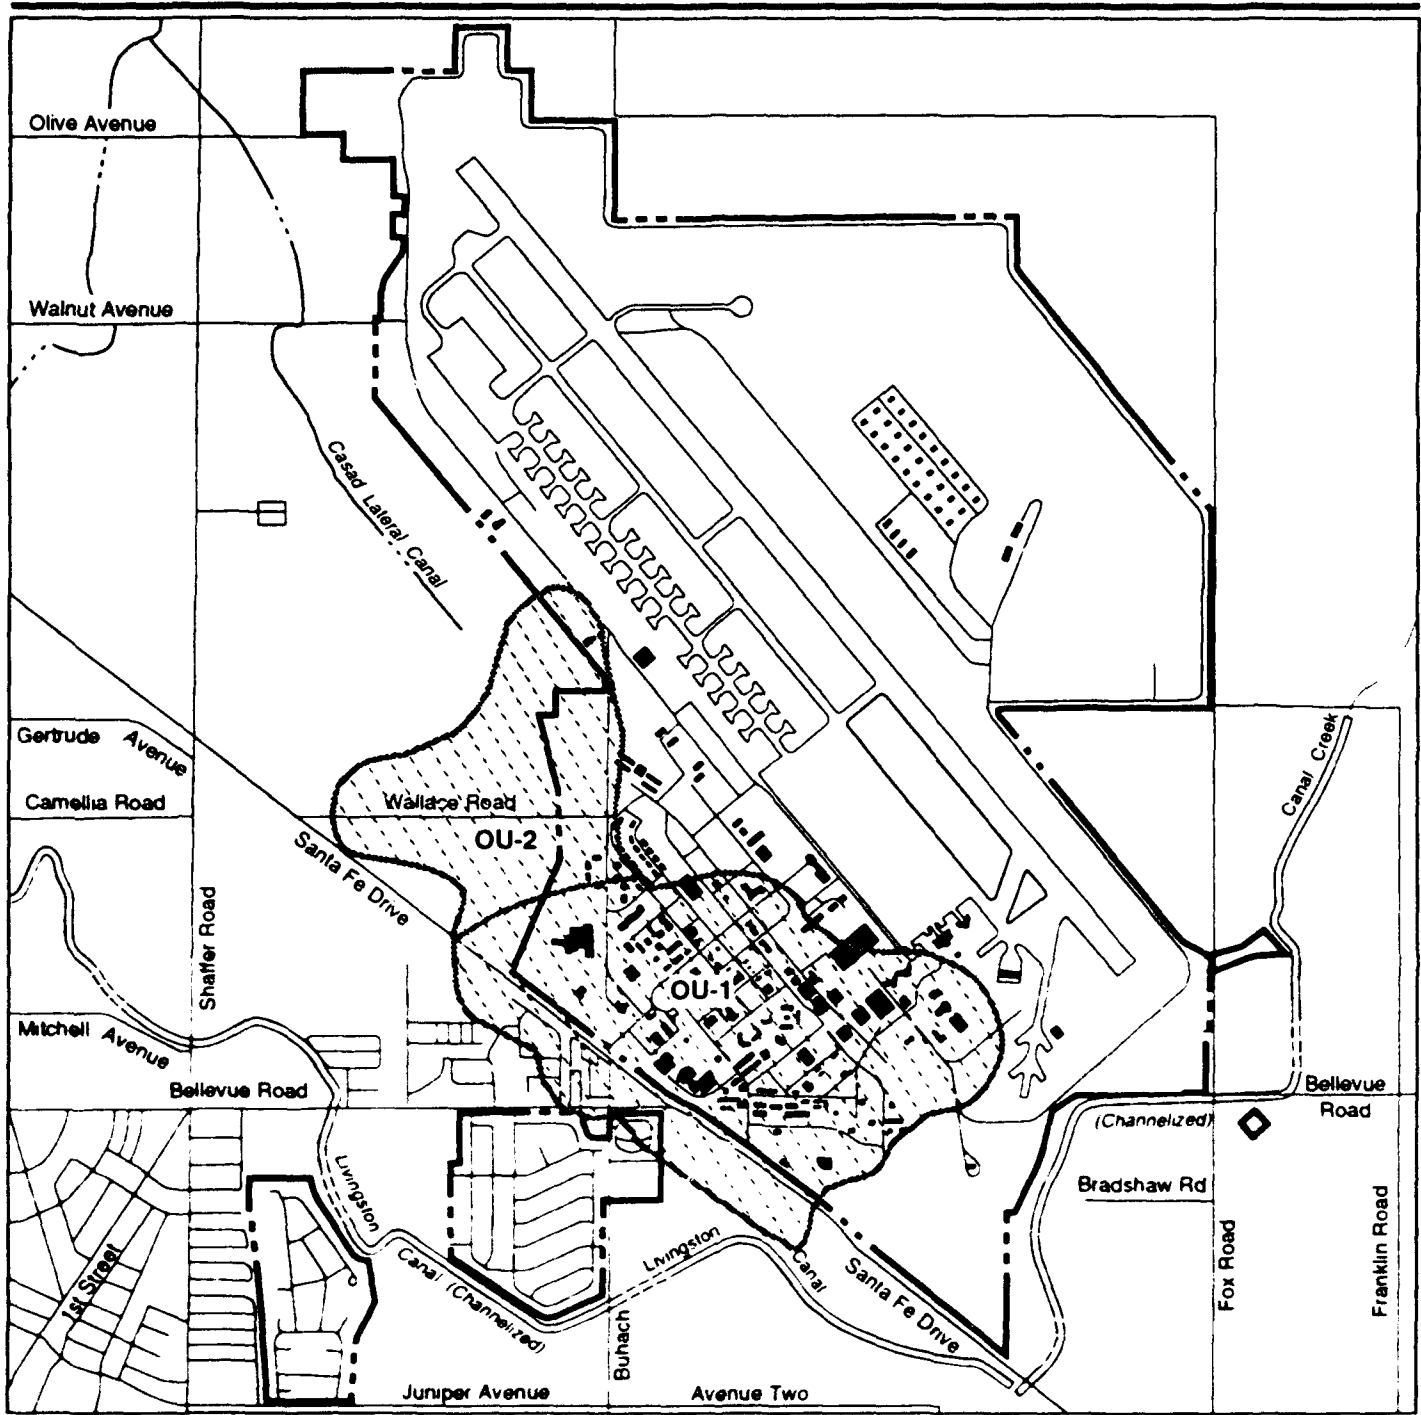 Olive Avenue
Walnut Avenue
Casad Lateral Canal
Gertrude Avenue
Camellia Road
Wallace Road
OU-2
Santa Fe Drive
Canal Creek
Shaffer Road
OU-1
Mitchell Avenue
Bellevue Road
Bellevue
Road
(Channelized)
Bradshaw Rd
Livingston
Canal (Channelized)
Livingston
Canal
Santa Fe Drive
1st Street
Buhach
Fox Road
Franklin Road
Juniper Avenue
Avenue Two